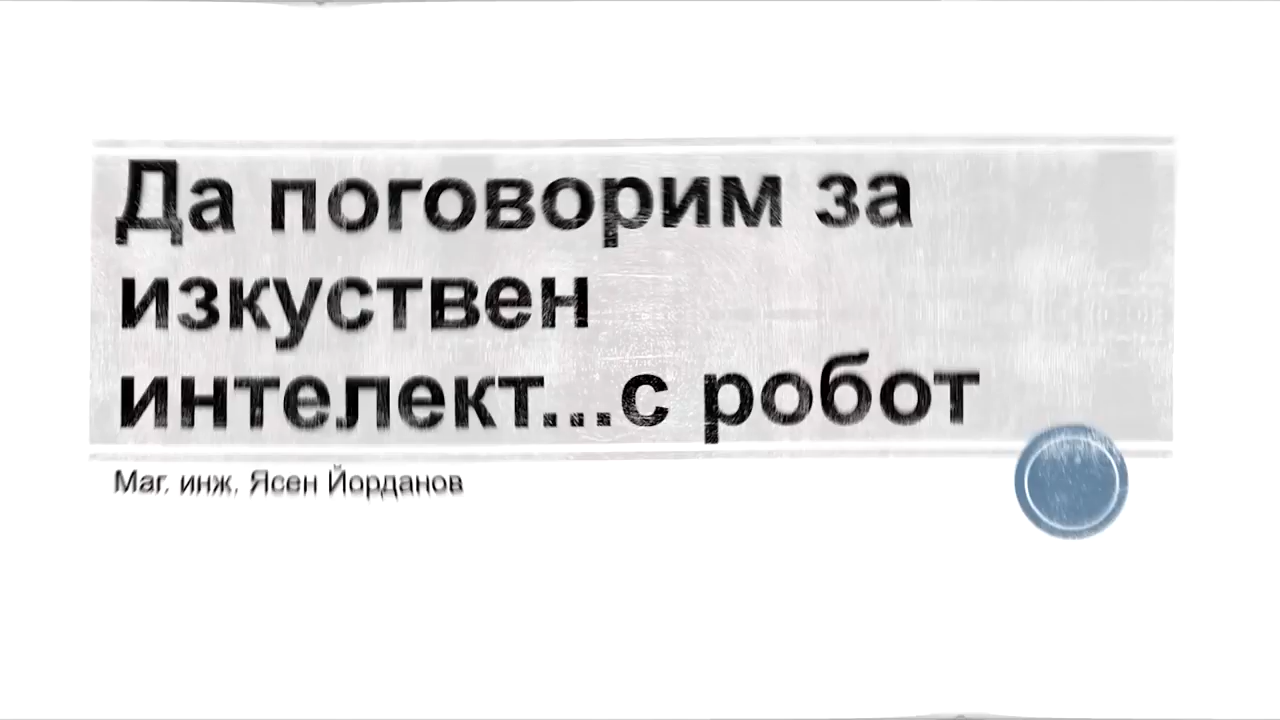 Да поговорим за
изкуствен
интелект...с робот
Маг. инж. Ясен Йорданов